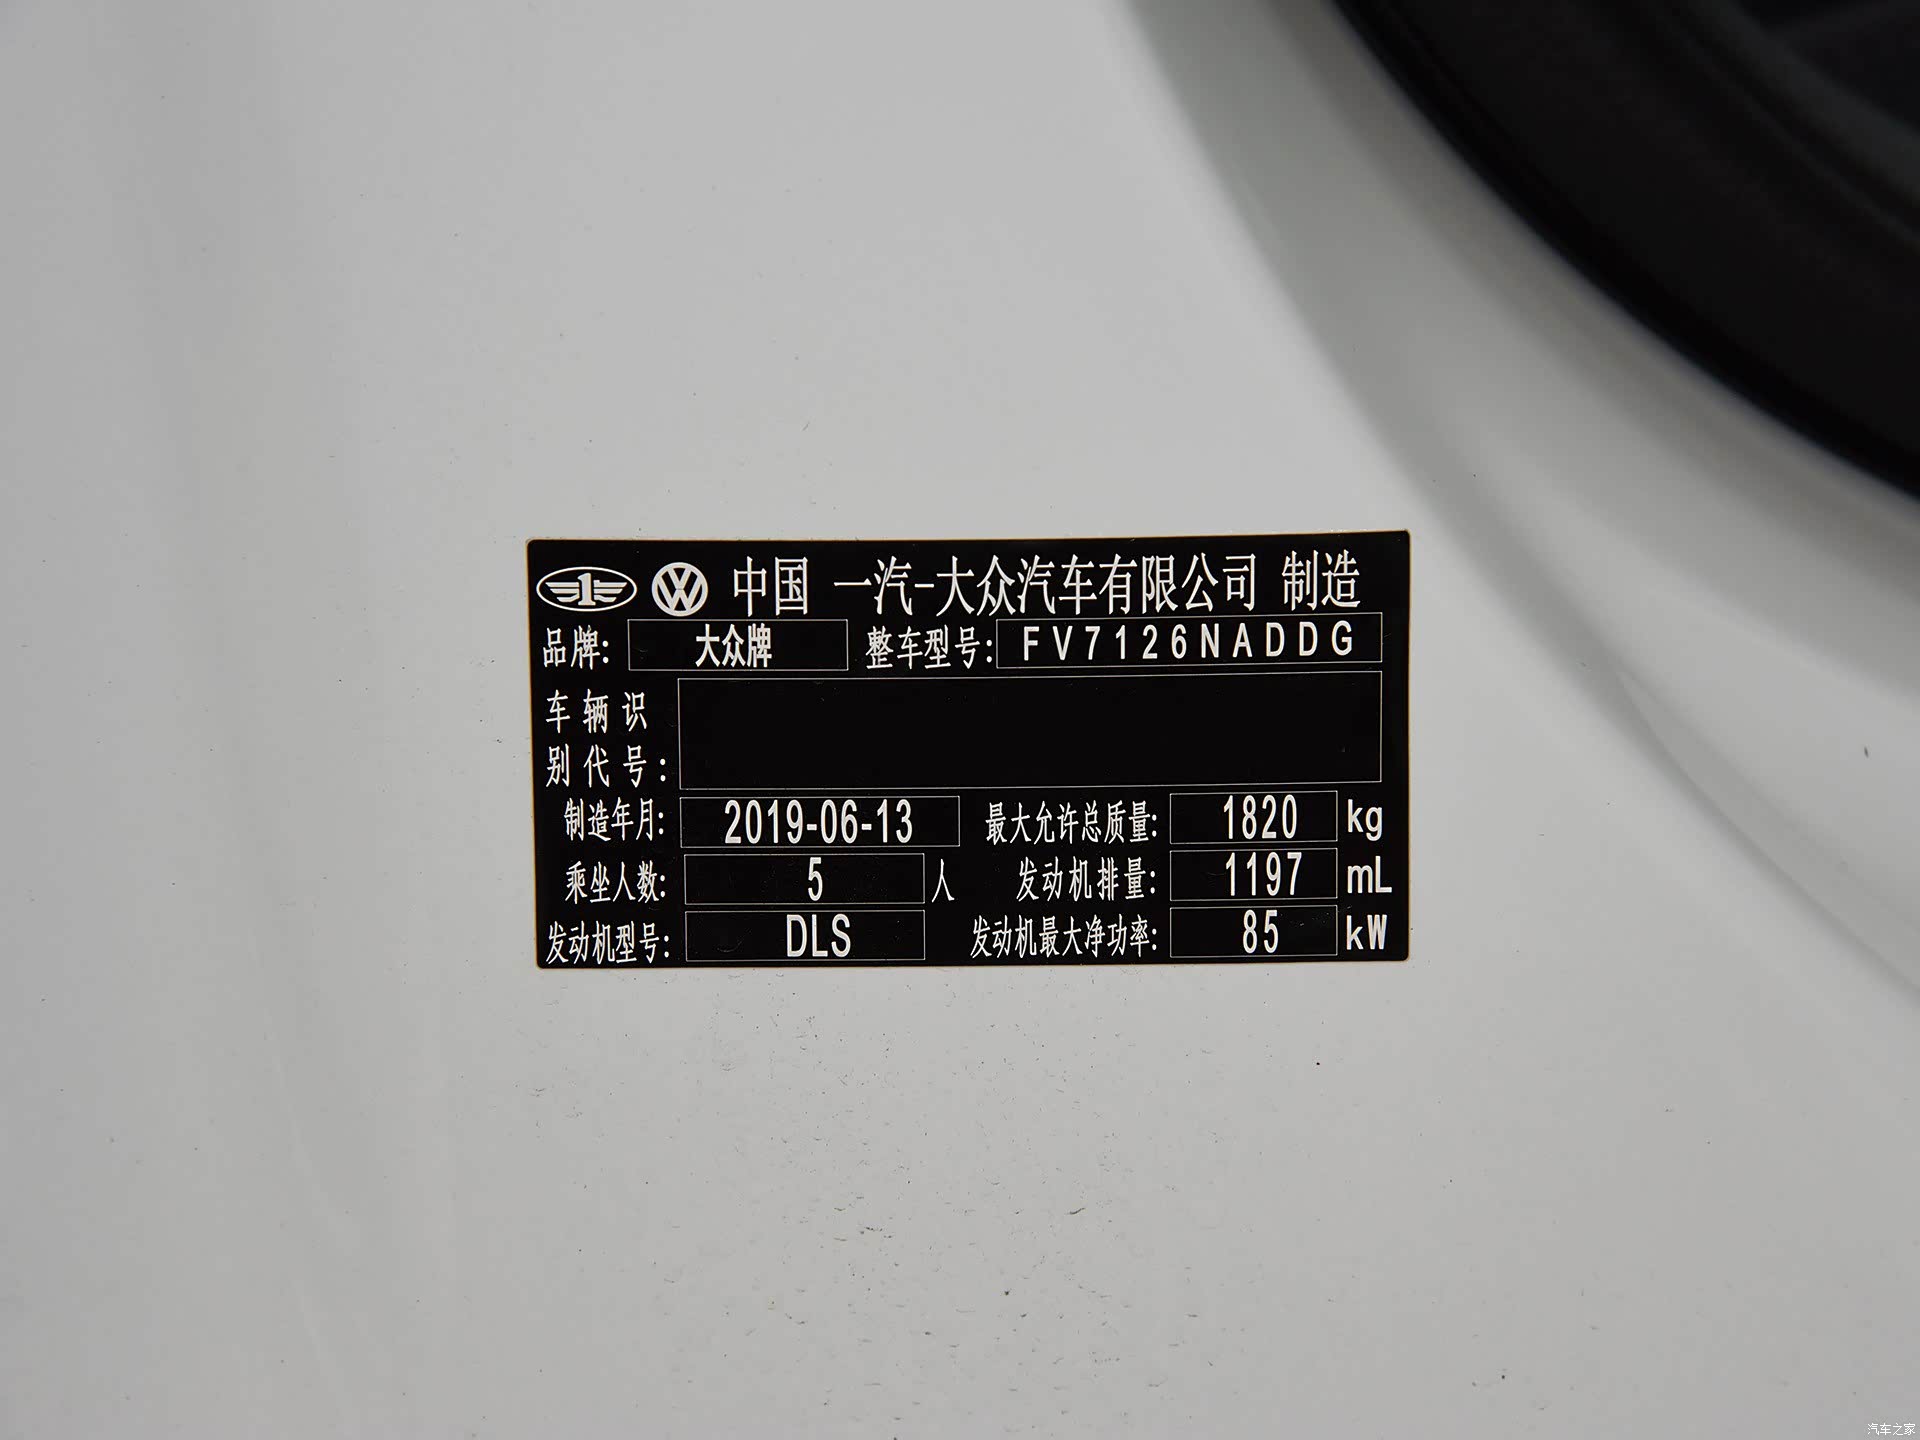 中国 一汽-大众汽车有限公司 制造
品牌: 大众牌 整车型号: FV7126NADDG
车辆识
别代号:
制造年月: 2019-06-13 最大允许总质量: 1820 kg
乘坐人数: 5 人 发动机排量: 1197 mL
发动机型号: DLS 发动机最大净功率: 85 kW
汽车之家